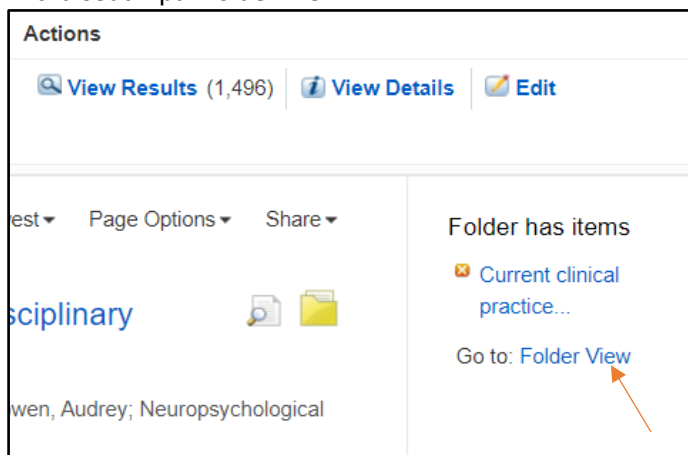 Actions
View Results (1,496) View Details Edit
Page Options Share
Folder has items
Current clinical
practice...
sciplinary
Go to: Folder View
wen, Audrey; Neuropsychological